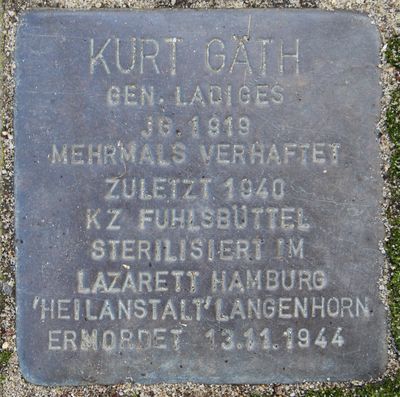 KURT GÄTH
GEN. LADIGES
JG. 1919
MEHRMALS VERHAFTET
ZULETZT 1940
KZ FUHLSBÜTTEL
STERILISIERT IM
LAZARETT HAMBURG
'HEILANSTALT' LANGENHORN
ERMORDET 13.11.1944